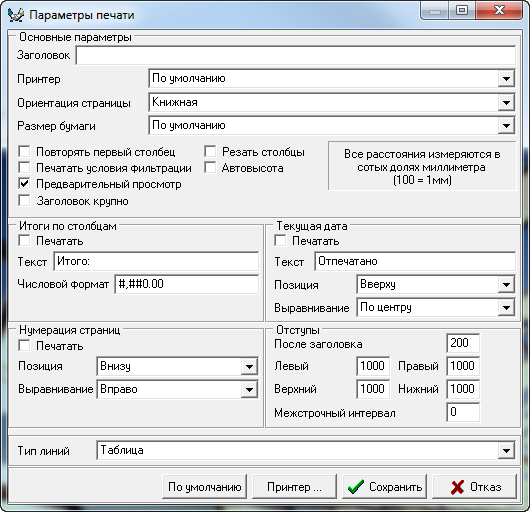 Параметры печати
Основные параметры
Заголовок
Принтер По умолчанию
Ориентация страницы Книжная
Размер бумаги По умолчанию
Повторять первый столбец Резать столбцы
Печатать условия фильтрации Автовысота
Предварительный просмотр
Заголовок крупно
Все расстояния измеряются в
сотых долях миллиметра
(100 = 1мм)
Итоги по столбцам
Печатать
Текст Итого:
Числовой формат #,##0.00
Текущая дата
Печатать
Текст Отпечатано
Позиция Вверху
Выравнивание По центру
Нумерация страниц
Печатать
Позиция Внизу
Выравнивание Вправо
Отступы
После заголовка 200
Левый 1000 Правый 1000
Верхний 1000 Нижний 1000
Межстрочный интервал 0
Тип линий Таблица
По умолчанию Принтер ... Сохранить Отказ